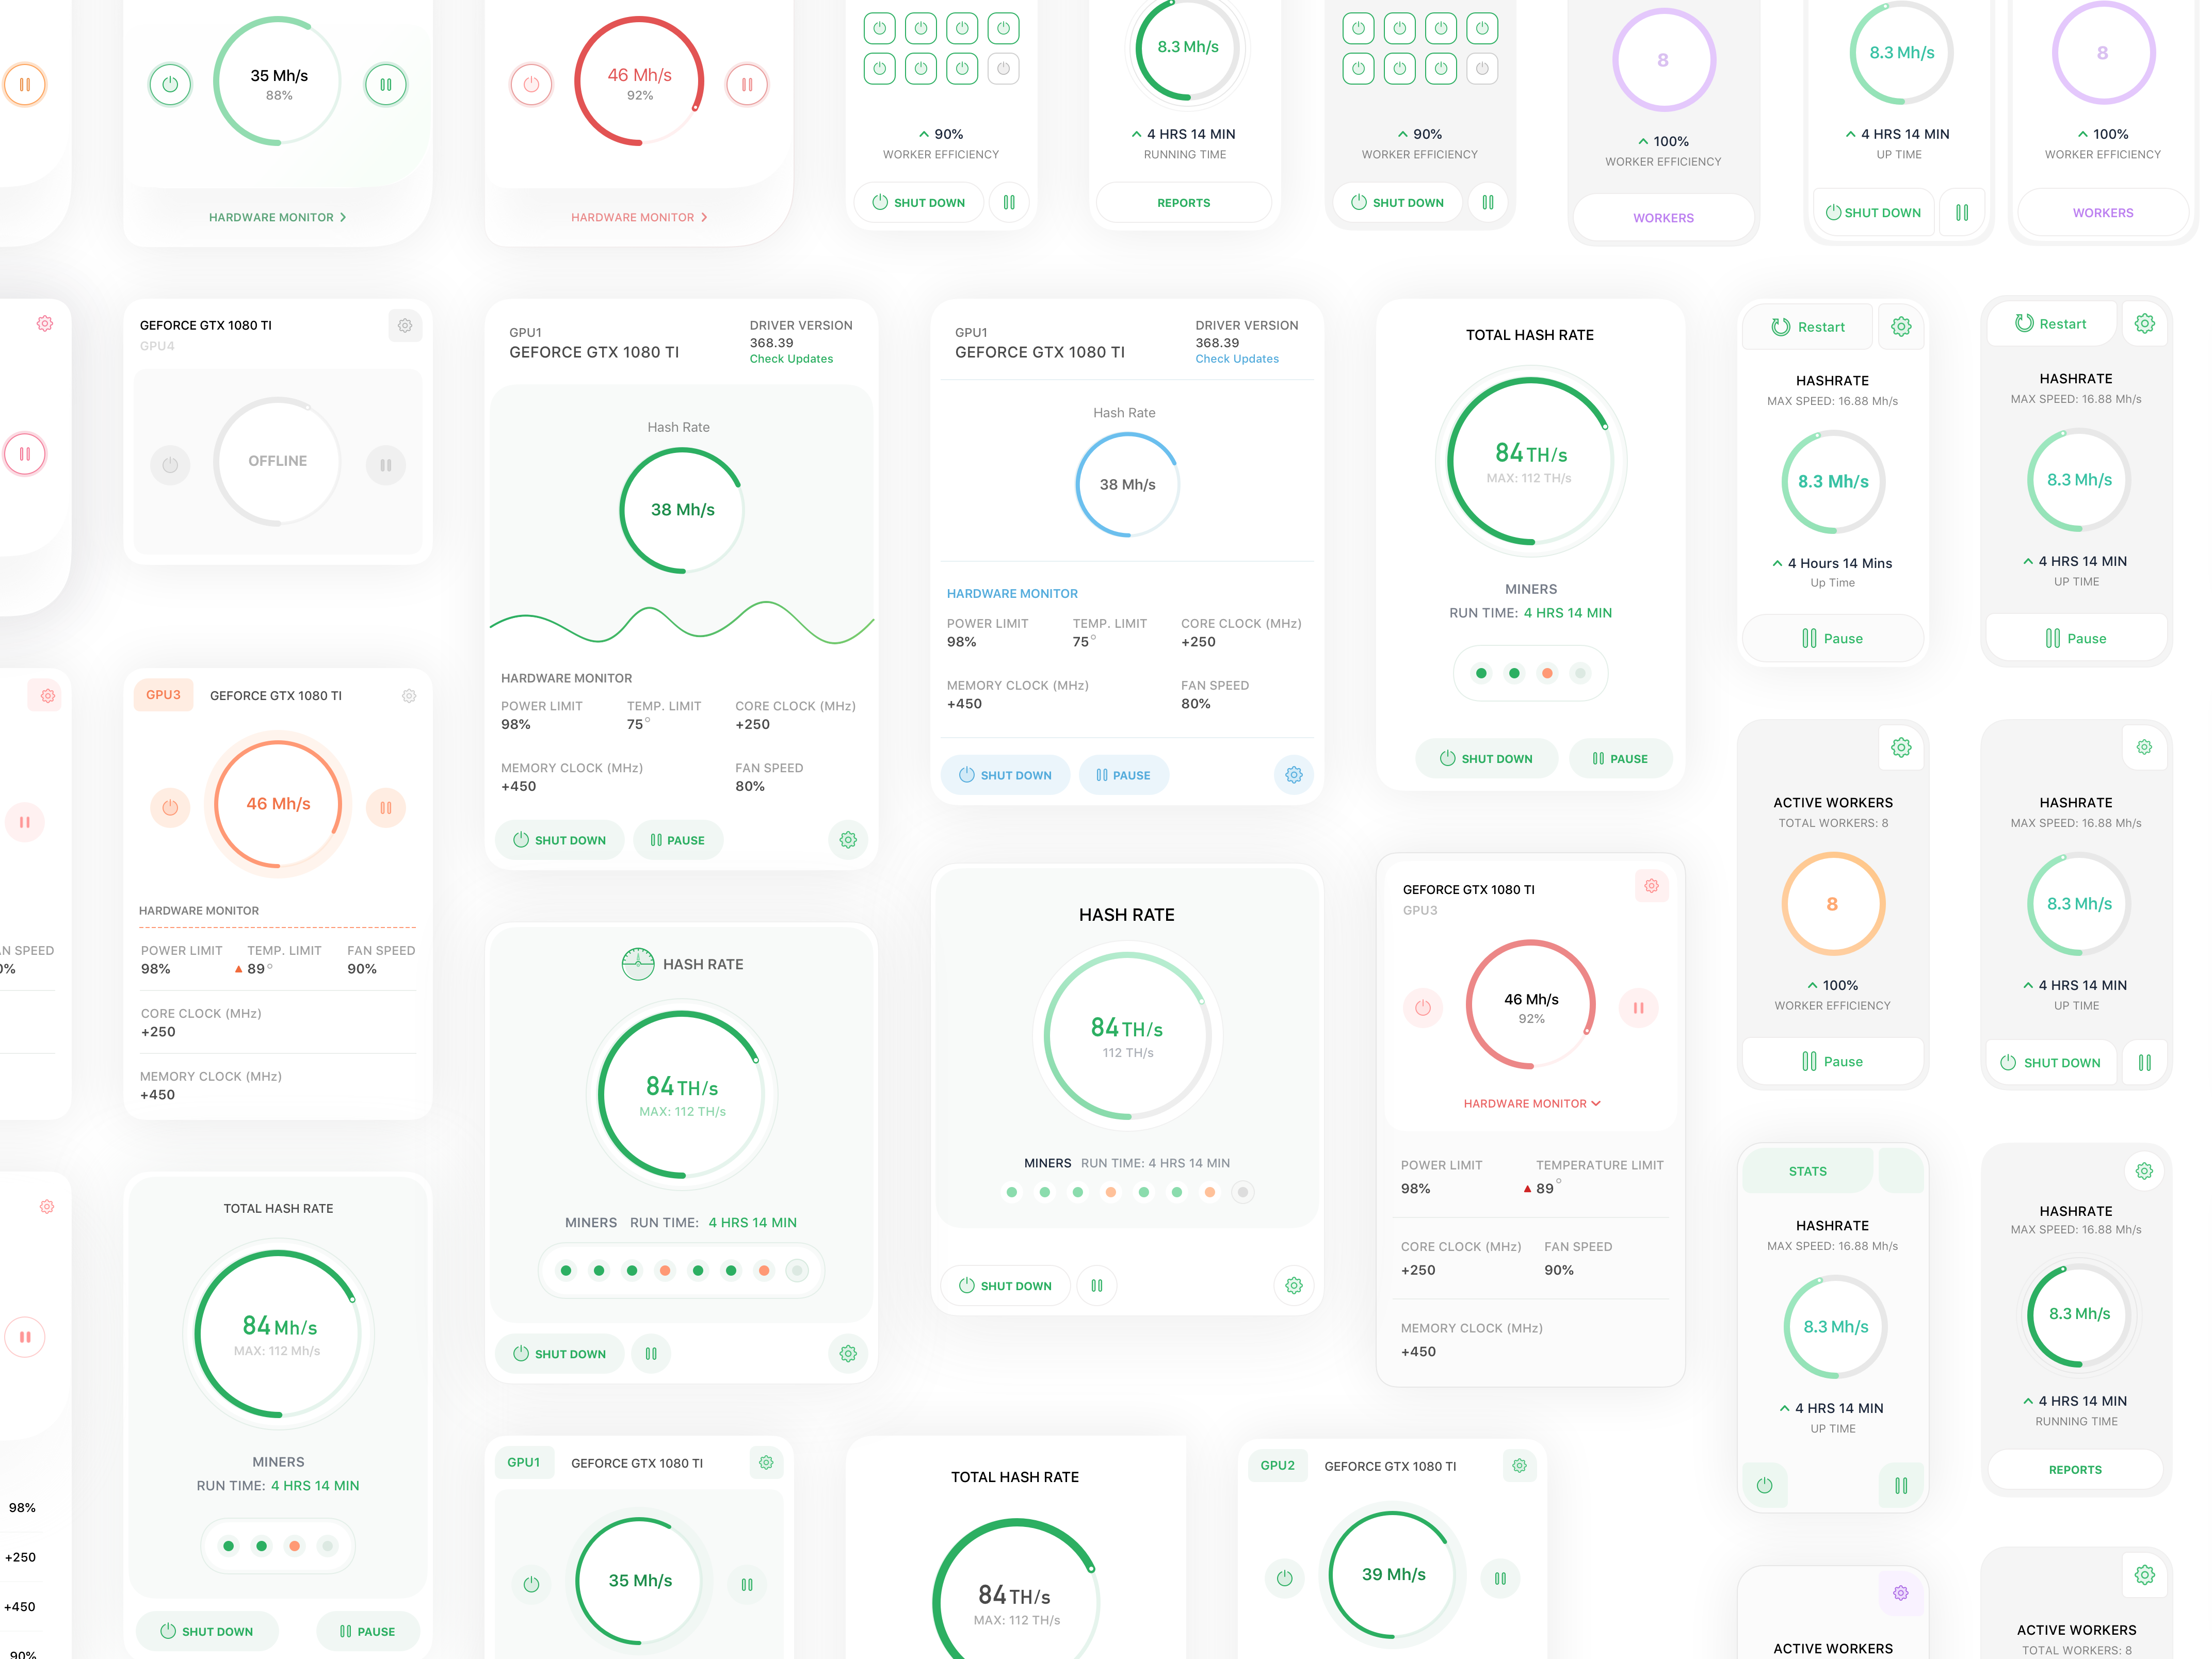 35 Mh/s
88%
HARDWARE MONITOR
46 Mh/s
92%
HARDWARE MONITOR
90%
WORKER EFFICIENCY
SHUT DOWN
8.3 Mh/s
4 HRS 14 MIN
RUNNING TIME
REPORTS
90%
WORKER EFFICIENCY
SHUT DOWN
8
100%
WORKER EFFICIENCY
WORKERS
8.3 Mh/s
4 HRS 14 MIN
UP TIME
SHUT DOWN
8
100%
WORKER EFFICIENCY
WORKERS
GEFORCE GTX 1080 TI
GPU4
OFFLINE
GPU1
GEFORCE GTX 1080 TI
DRIVER VERSION
368.39
Check Updates
Hash Rate
38 Mh/s
HARDWARE MONITOR
POWER LIMIT TEMP. LIMIT CORE CLOCK (MHz)
98% 75° +250
MEMORY CLOCK (MHz) FAN SPEED
+450 80%
SHUT DOWN PAUSE
GPU1
GEFORCE GTX 1080 TI
DRIVER VERSION
368.39
Check Updates
Hash Rate
38 Mh/s
HARDWARE MONITOR
POWER LIMIT TEMP. LIMIT CORE CLOCK (MHz)
98% 75° +250
MEMORY CLOCK (MHz) FAN SPEED
+450 80%
SHUT DOWN PAUSE
TOTAL HASH RATE
84 TH/s
MAX: 112 TH/s
MINERS
RUN TIME: 4 HRS 14 MIN
SHUT DOWN PAUSE
Restart
HASHRATE
MAX SPEED: 16.88 Mh/s
8.3 Mh/s
4 Hours 14 Mins
Up Time
Pause
Restart
HASHRATE
MAX SPEED: 16.88 Mh/s
8.3 Mh/s
4 HRS 14 MIN
UP TIME
Pause
SPEED
GPU3 GEFORCE GTX 1080 TI
46 Mh/s
HARDWARE MONITOR
POWER LIMIT TEMP. LIMIT FAN SPEED
98% 89° 90%
CORE CLOCK (MHz)
+250
MEMORY CLOCK (MHz)
+450
HASH RATE
84 TH/s
MAX: 112 TH/s
MINERS RUN TIME: 4 HRS 14 MIN
SHUT DOWN
HASH RATE
84 TH/s
112 TH/s
MINERS RUN TIME: 4 HRS 14 MIN
SHUT DOWN
GEFORCE GTX 1080 TI
GPU3
46 Mh/s
92%
HARDWARE MONITOR
POWER LIMIT TEMPERATURE LIMIT
98% 89°
CORE CLOCK (MHz) FAN SPEED
+250 90%
MEMORY CLOCK (MHz)
+450
ACTIVE WORKERS
TOTAL WORKERS: 8
8
100%
WORKER EFFICIENCY
Pause
HASHRATE
MAX SPEED: 16.88 Mh/s
8.3 Mh/s
4 HRS 14 MIN
UP TIME
SHUT DOWN
98%
+250
+450
90%
TOTAL HASH RATE
84 Mh/s
MAX: 112 Mh/s
MINERS
RUN TIME: 4 HRS 14 MIN
SHUT DOWN PAUSE
GPU1 GEFORCE GTX 1080 TI
35 Mh/s
TOTAL HASH RATE
84 TH/s
MAX: 112 TH/s
GPU2 GEFORCE GTX 1080 TI
39 Mh/s
STATS
HASHRATE
MAX SPEED: 16.88 Mh/s
8.3 Mh/s
4 HRS 14 MIN
UP TIME
HASHRATE
MAX SPEED: 16.88 Mh/s
8.3 Mh/s
4 HRS 14 MIN
RUNNING TIME
REPORTS
ACTIVE WORKERS
ACTIVE WORKERS
TOTAL WORKERS: 8